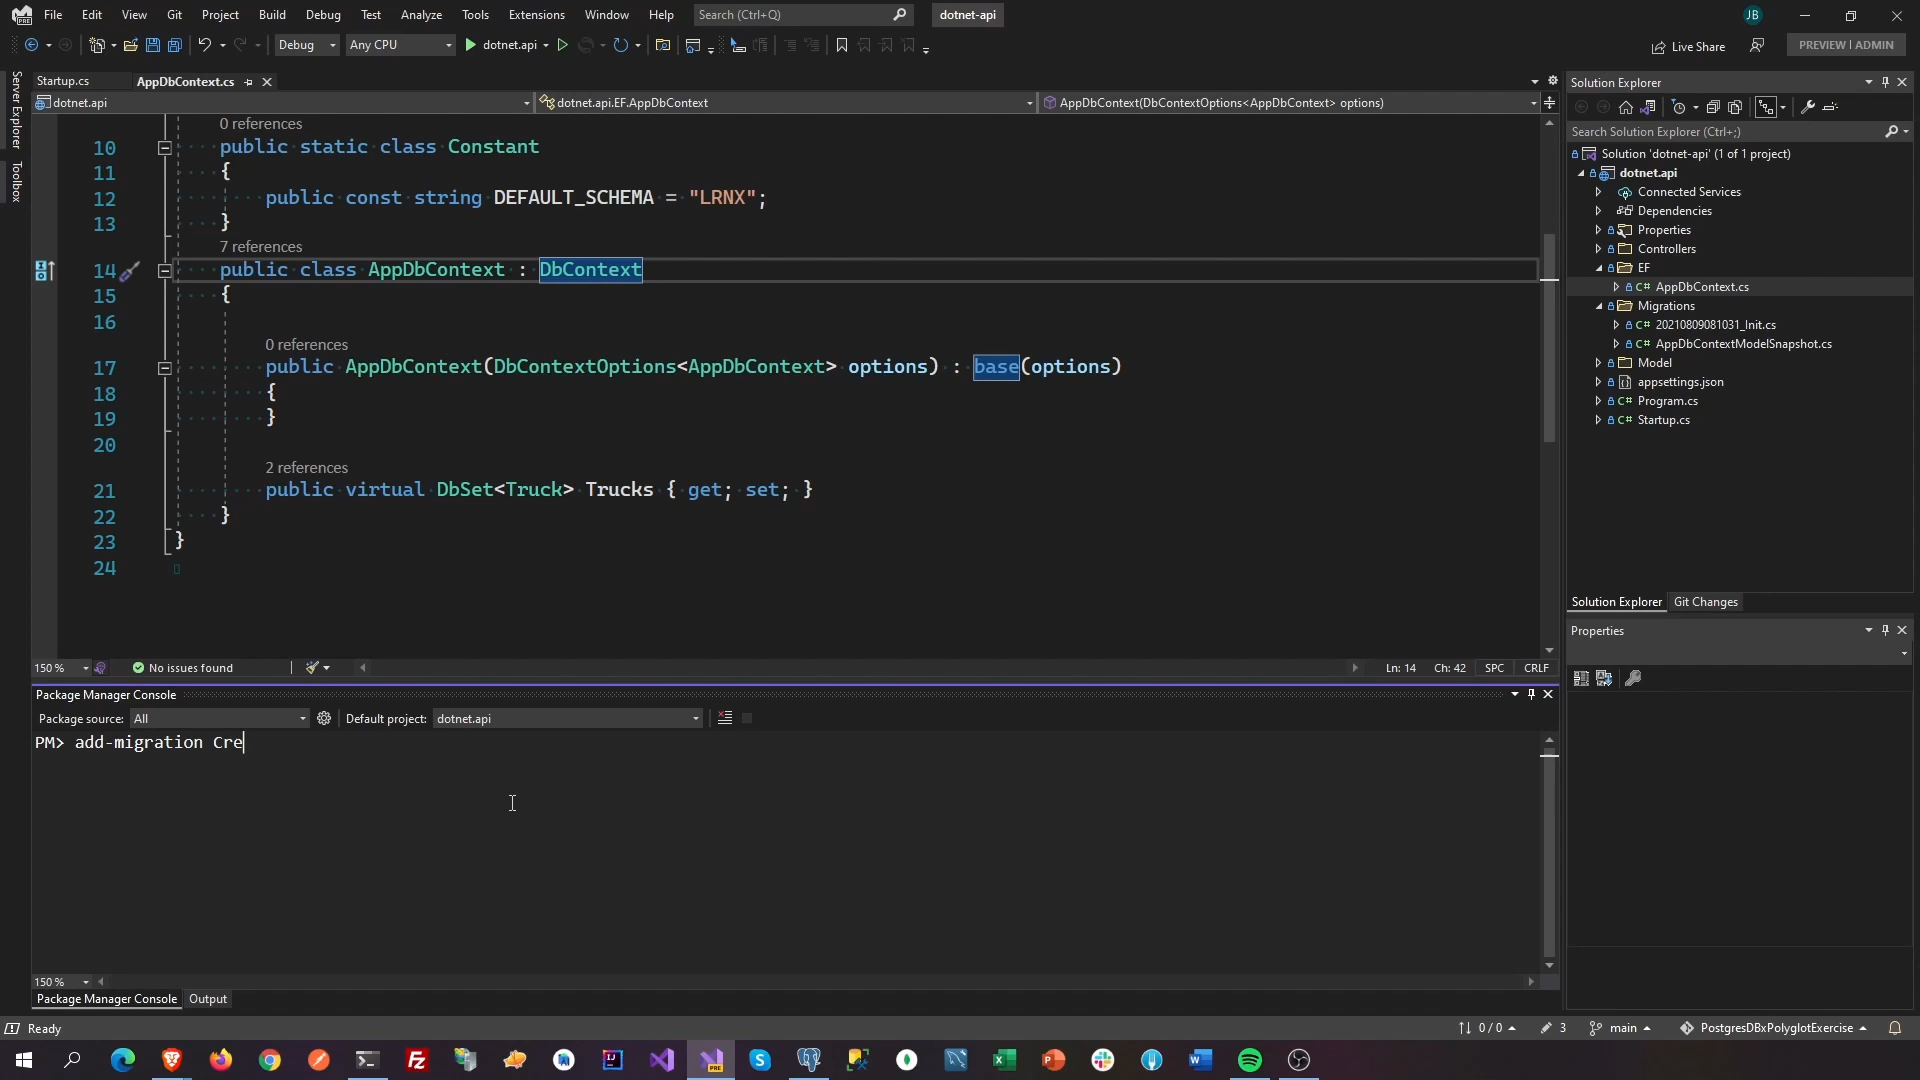 File Edit View Git Project Build Debug Test Analyze Tools Extensions Window Help Search (Ctrl+Q) dotnet-api JB
Debug Any CPU dotnet.api Live Share PREVIEW | ADMIN
Server Explorer
Toolbox
Startup.cs AppDbContext.cs
dotnet.api dotnet.api.EF.AppDbContext AppDbContext(DbContextOptions<AppDbContext> options)
0 references
10 public static class Constant
11 {
12 public const string DEFAULT_SCHEMA = "LRNX";
13 }
7 references
14 public class AppDbContext : DbContext
15 {
16
0 references
17 public AppDbContext(DbContextOptions<AppDbContext> options) : base(options)
18 {
19 }
20
2 references
21 public virtual DbSet<Truck> Trucks { get; set; }
22 }
23 }
24
150 % No issues found Ln: 14 Ch: 42 SPC CRLF
Package Manager Console
Package source: All Default project: dotnet.api
PM> add-migration Cre
150 %
Package Manager Console Output
Solution Explorer
Search Solution Explorer (Ctrl+;)
Solution 'dotnet-api' (1 of 1 project)
dotnet.api
Connected Services
Dependencies
Properties
Controllers
EF
C# AppDbContext.cs
Migrations
C# 20210809081031_Init.cs
C# AppDbContextModelSnapshot.cs
Model
appsettings.json
C# Program.cs
C# Startup.cs
Solution Explorer Git Changes
Properties
Ready 0 / 0 3 main PostgresDBxPolyglotExercise